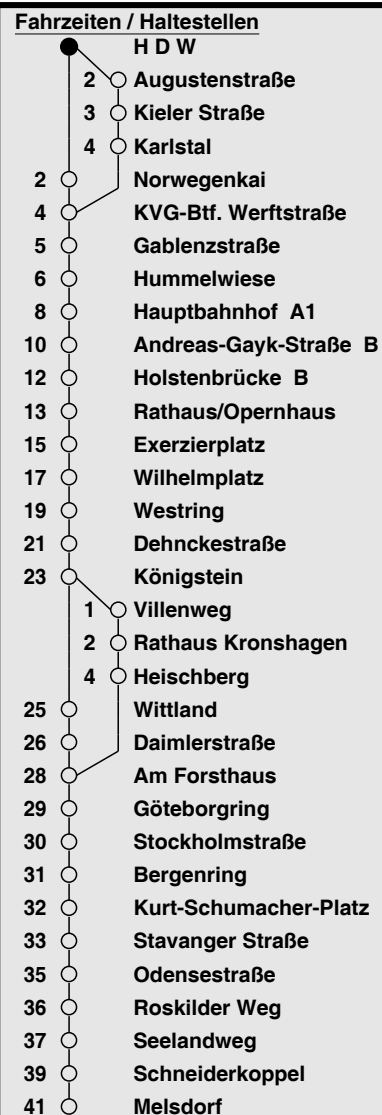 Fahrzeiten / Haltestellen
H D W
2 Augustenstraße
3 Kieler Straße
4 Karlstal
2 Norwegenkai
4 KVG-Btf. Werftstraße
5 Gablenzstraße
6 Hummelwiese
8 Hauptbahnhof A1
10 Andreas-Gayk-Straße B
12 Holstenbrücke B
13 Rathaus/Opernhaus
15 Exerzierplatz
17 Wilhelmplatz
19 Westring
21 Dehnckestraße
23 Königstein
1 Villenweg
2 Rathaus Kronshagen
4 Heischberg
25 Wittland
26 Daimlerstraße
28 Am Forsthaus
29 Göteborgring
30 Stockholmstraße
31 Bergenring
32 Kurt-Schumacher-Platz
33 Stavanger Straße
35 Odensestraße
36 Roskilder Weg
37 Seelandweg
39 Schneiderkoppel
41 Melsdorf